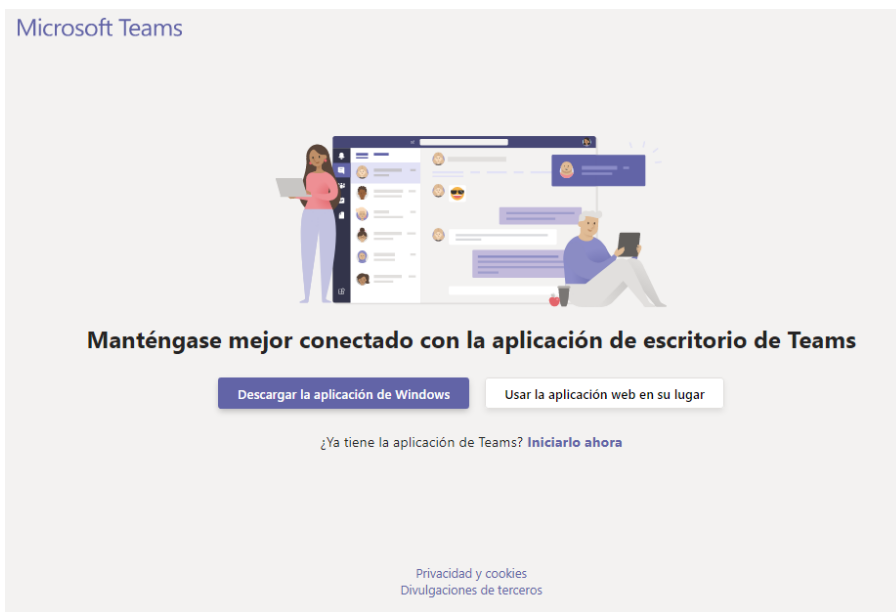 Microsoft Teams
Manténgase mejor conectado con la aplicación de escritorio de Teams
Descargar la aplicación de Windows
Usar la aplicación web en su lugar
¿Ya tiene la aplicación de Teams? Iniciarlo ahora
Privacidad y cookies
Divulgaciones de terceros